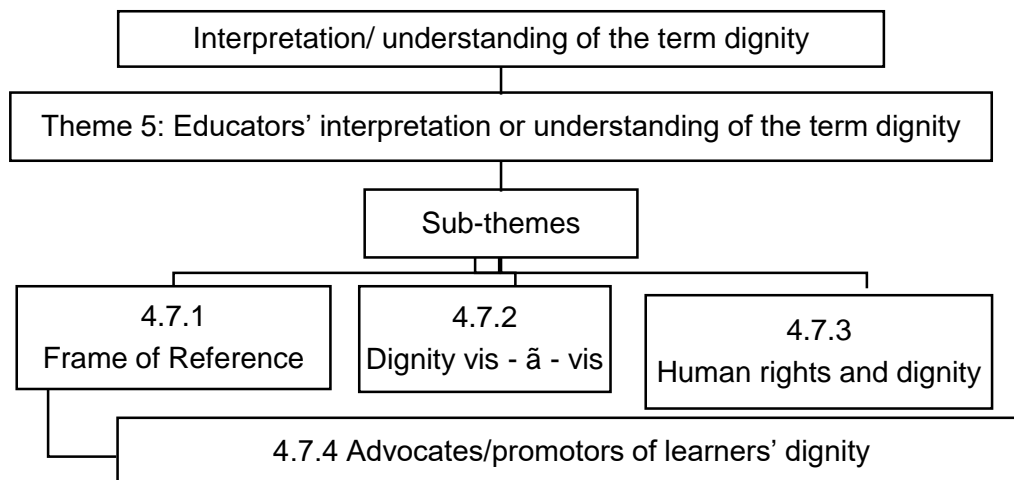 Interpretation/ understanding of the term dignity
Theme 5: Educators’ interpretation or understanding of the term dignity
Sub-themes
4.7.1
Frame of Reference
4.7.2
Dignity vis - ã - vis
4.7.3
Human rights and dignity
4.7.4 Advocates/promotors of learners’ dignity